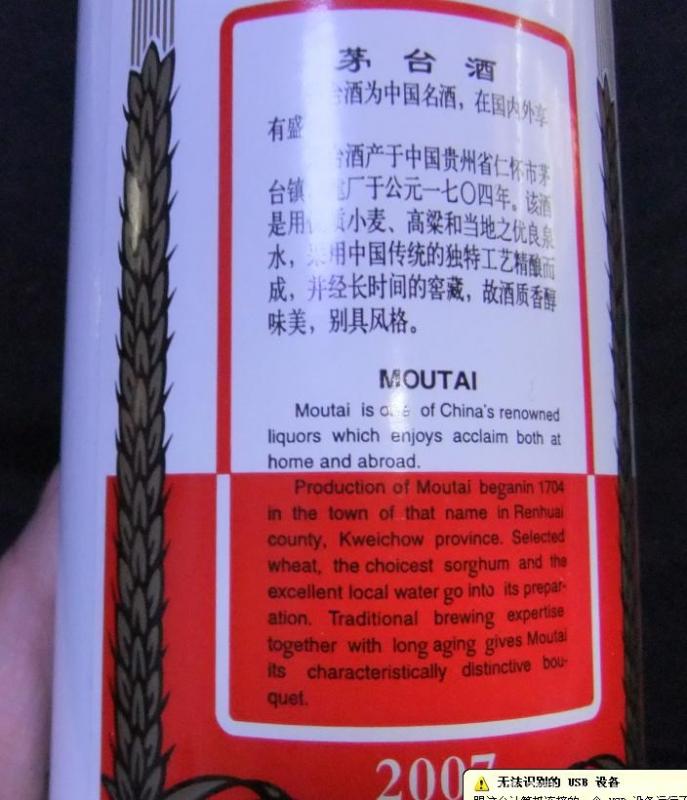 茅台酒
台酒为中国名酒，在国内外享
有盛
台酒产于中国贵州省仁怀市茅
台镇，建厂于公元一七〇四年。该酒
是用优质小麦、高粱和当地之优良泉
水，采用中国传统的独特工艺精酿而
成，并经长时间的窖藏，故酒质香醇
味美，别具风格。
MOUTAI
Moutai is one of China's renowned
liquors which enjoys acclaim both at
home and abroad.
Production of Moutai beganin 1704
in the town of that name in Renhuai
county, Kweichow province. Selected
wheat, the choicest sorghum and the
excellent local water go into its prepar-
ation. Traditional brewing expertise
together with long aging gives Moutai
its characteristically distinctive bou-
quet.
2007
无法识别的 USB 设备